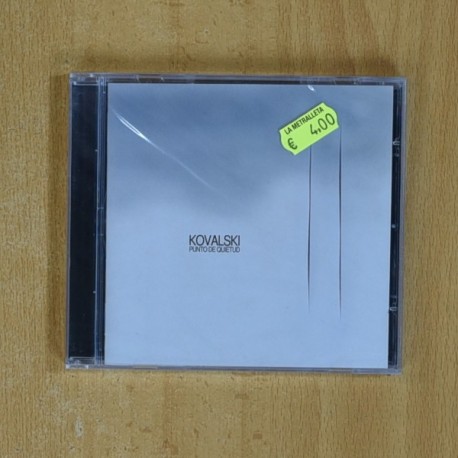 LA METRALLETA
€ 4,00
KOVALSKI
PUNTO DE QUIETUD